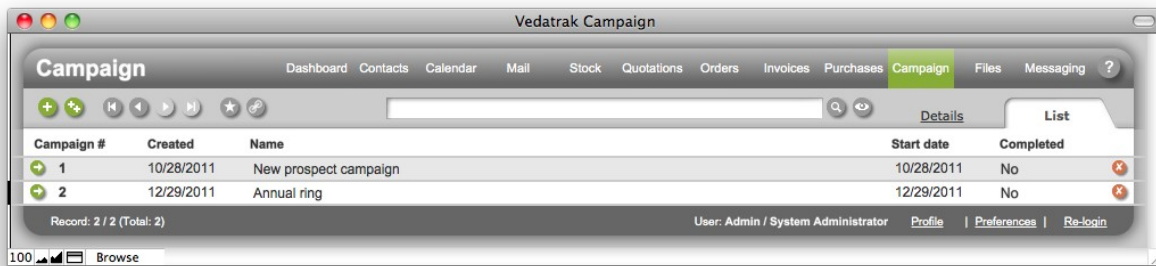 Vedatrak Campaign
Campaign Dashboard Contacts Calendar Mail Stock Quotations Orders Invoices Purchases Campaign Files Messaging ?
Details List
Campaign # Created Name Start date Completed
1 10/28/2011 New prospect campaign 10/28/2011 No
2 12/29/2011 Annual ring 12/29/2011 No
Record: 2 / 2 (Total: 2) User: Admin / System Administrator Profile | Preferences | Re-login
100 Browse